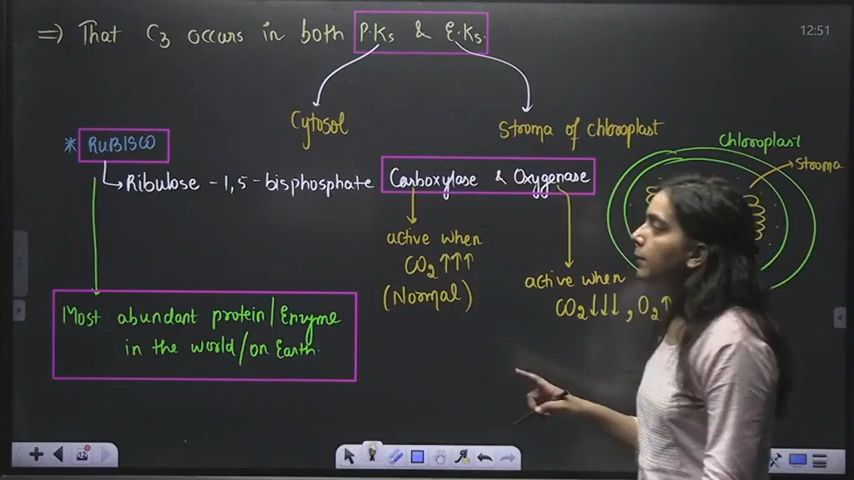 ⇒ That C3 occurs in both P.Ks & E.Ks.
12:51
Cytosol
Stroma of chloroplast
Chloroplast
Stroma
* RuBISCO
Ribulose - 1,5 - bisphosphate Carboxylase & Oxygenase
active when
CO2 ↑↑↑
(Normal)
active when
CO2 ↓↓↓, O2 ↑
Most abundant protein/Enzyme
in the world/on Earth.